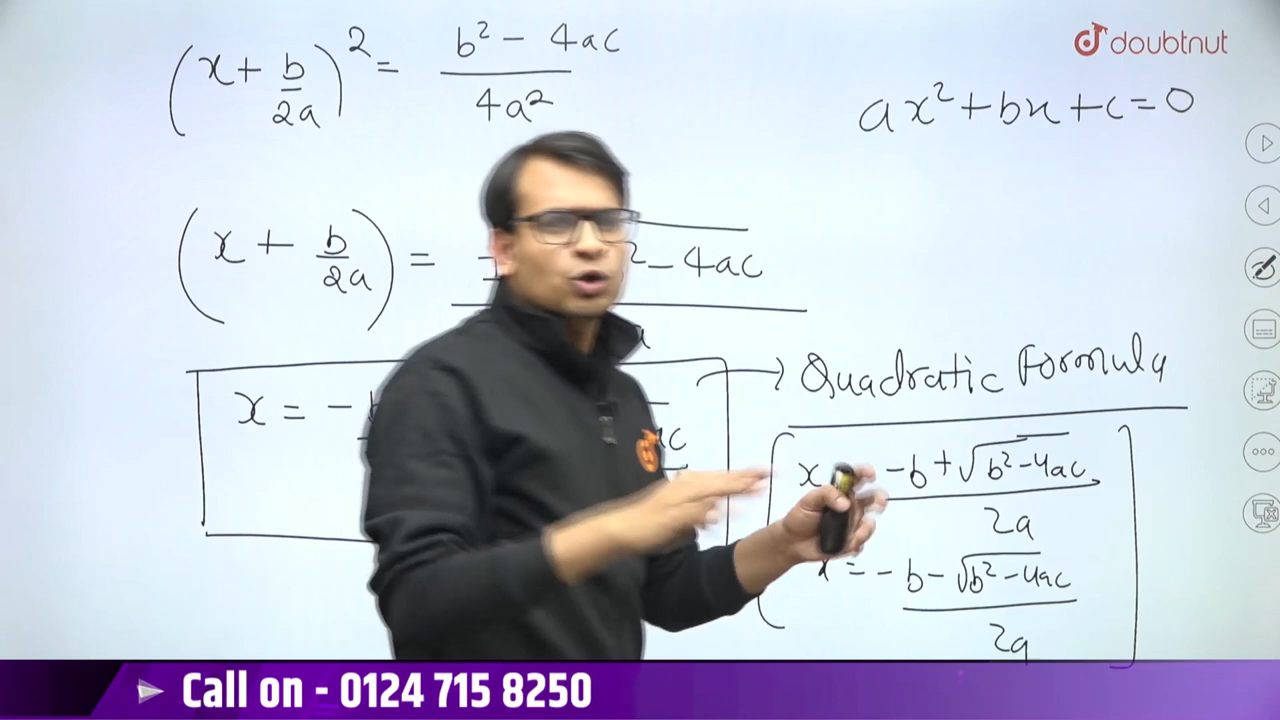 (x + b/2a)² = b² - 4ac / 4a²
doubtnut
ax² + bx + c = 0
(x + b/2a) = ² - 4ac
x = -
→ Quadratic Formula
x -b + √b² - 4ac / 2a
x = -b - √b² - 4ac / 2a
Call on - 0124 715 8250